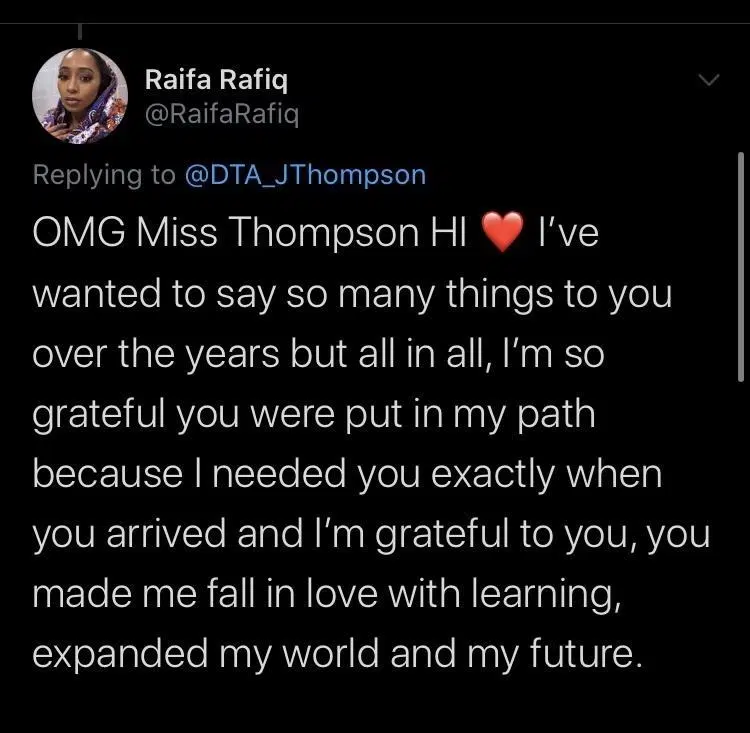 Raifa Rafiq
@RaifaRafiq
Replying to @DTA_JThompson
OMG Miss Thompson HI ❤️ I’ve
wanted to say so many things to you
over the years but all in all, I’m so
grateful you were put in my path
because I needed you exactly when
you arrived and I’m grateful to you, you
made me fall in love with learning,
expanded my world and my future.